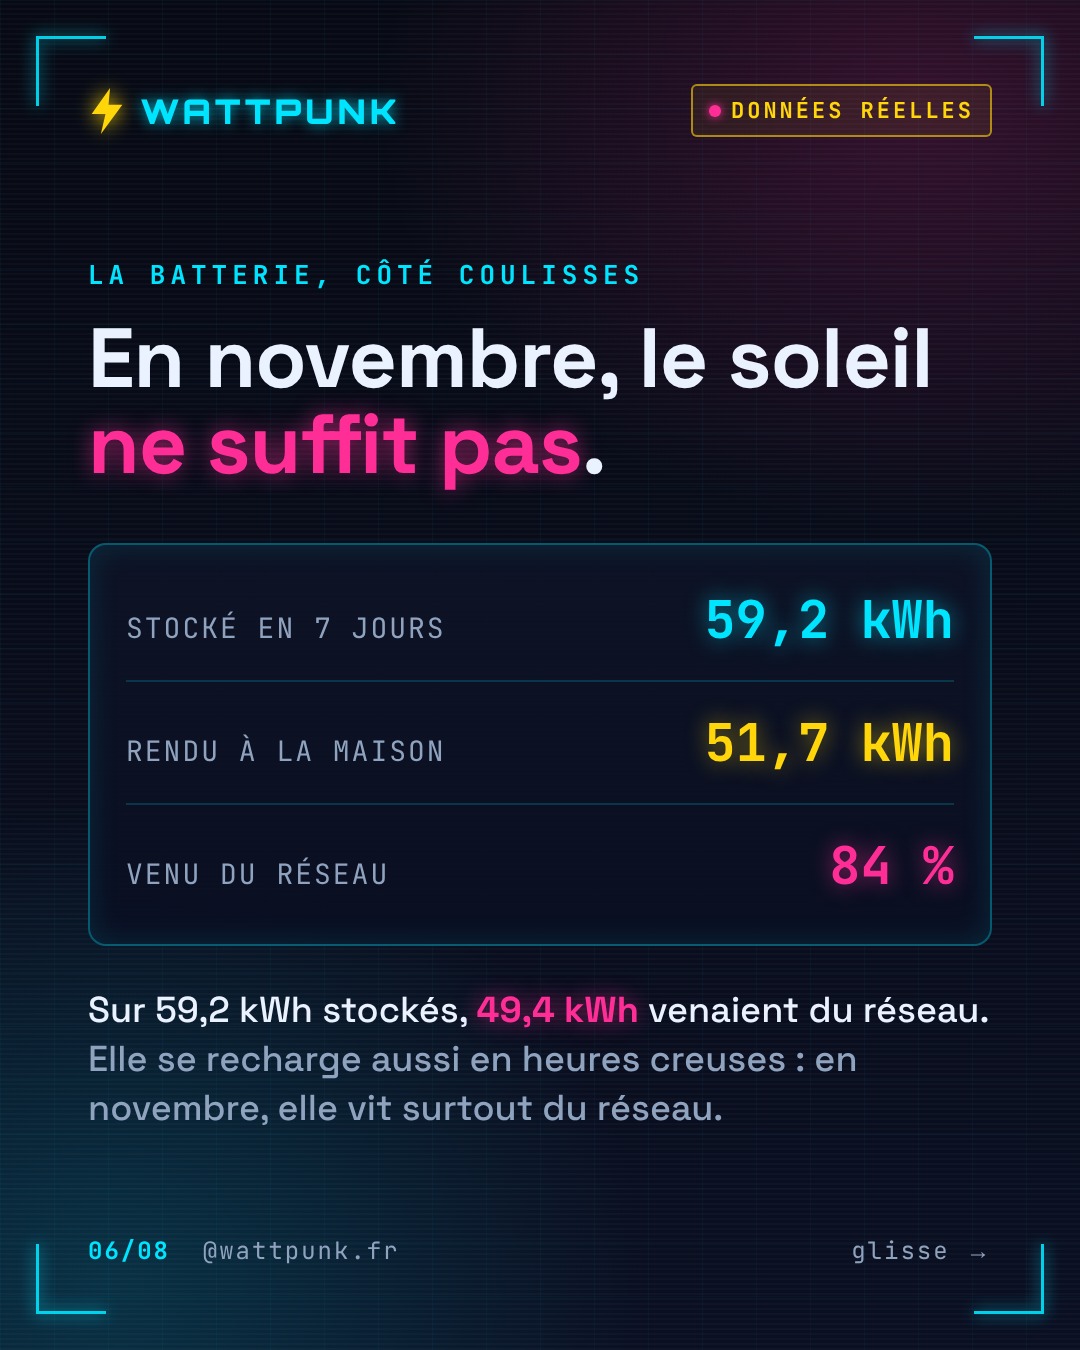 WATTPUNK
DONNÉES RÉELLES
LA BATTERIE, CÔTÉ COULISSES
En novembre, le soleil
ne suffit pas.
STOCKÉ EN 7 JOURS 59,2 kWh
RENDU À LA MAISON 51,7 kWh
VENU DU RÉSEAU 84 %
Sur 59,2 kWh stockés, 49,4 kWh venaient du réseau.
Elle se recharge aussi en heures creuses : en
novembre, elle vit surtout du réseau.
06/08 @wattpunk.fr glisse →